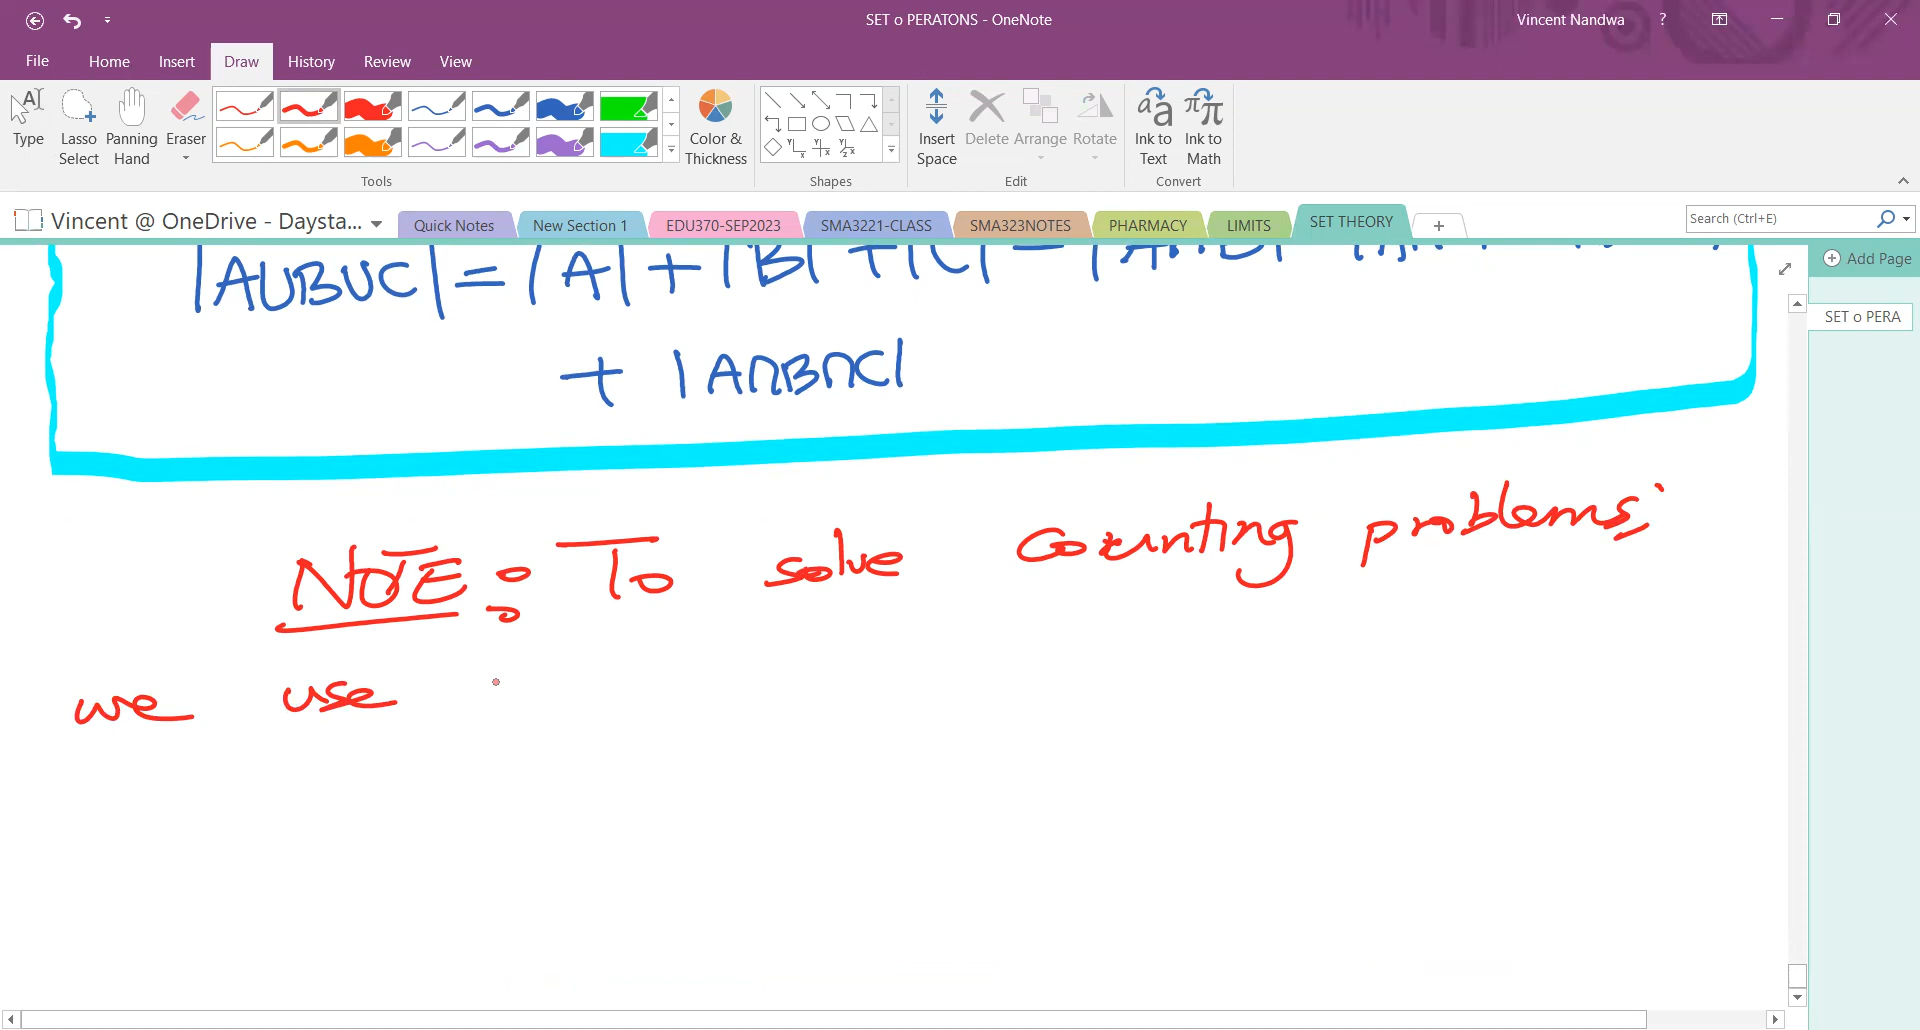 SET o PERATONS - OneNote
Vincent Nandwa
?
File
Home
Insert
Draw
History
Review
View
Type
Lasso Select
Panning Hand
Eraser
Color & Thickness
Insert Space
Delete
Arrange
Rotate
Ink to Text
Ink to Math
Tools
Shapes
Edit
Convert
Vincent @ OneDrive - Daysta...
Quick Notes
New Section 1
EDU370-SEP2023
SMA3221-CLASS
SMA323NOTES
PHARMACY
LIMITS
SET THEORY
+
Search (Ctrl+E)
Add Page
SET o PERA
|AUBUC| = |A| + |B| + |C| - |A∩B|
+ |A∩B∩C|
NOTE: To solve Counting problems
we use